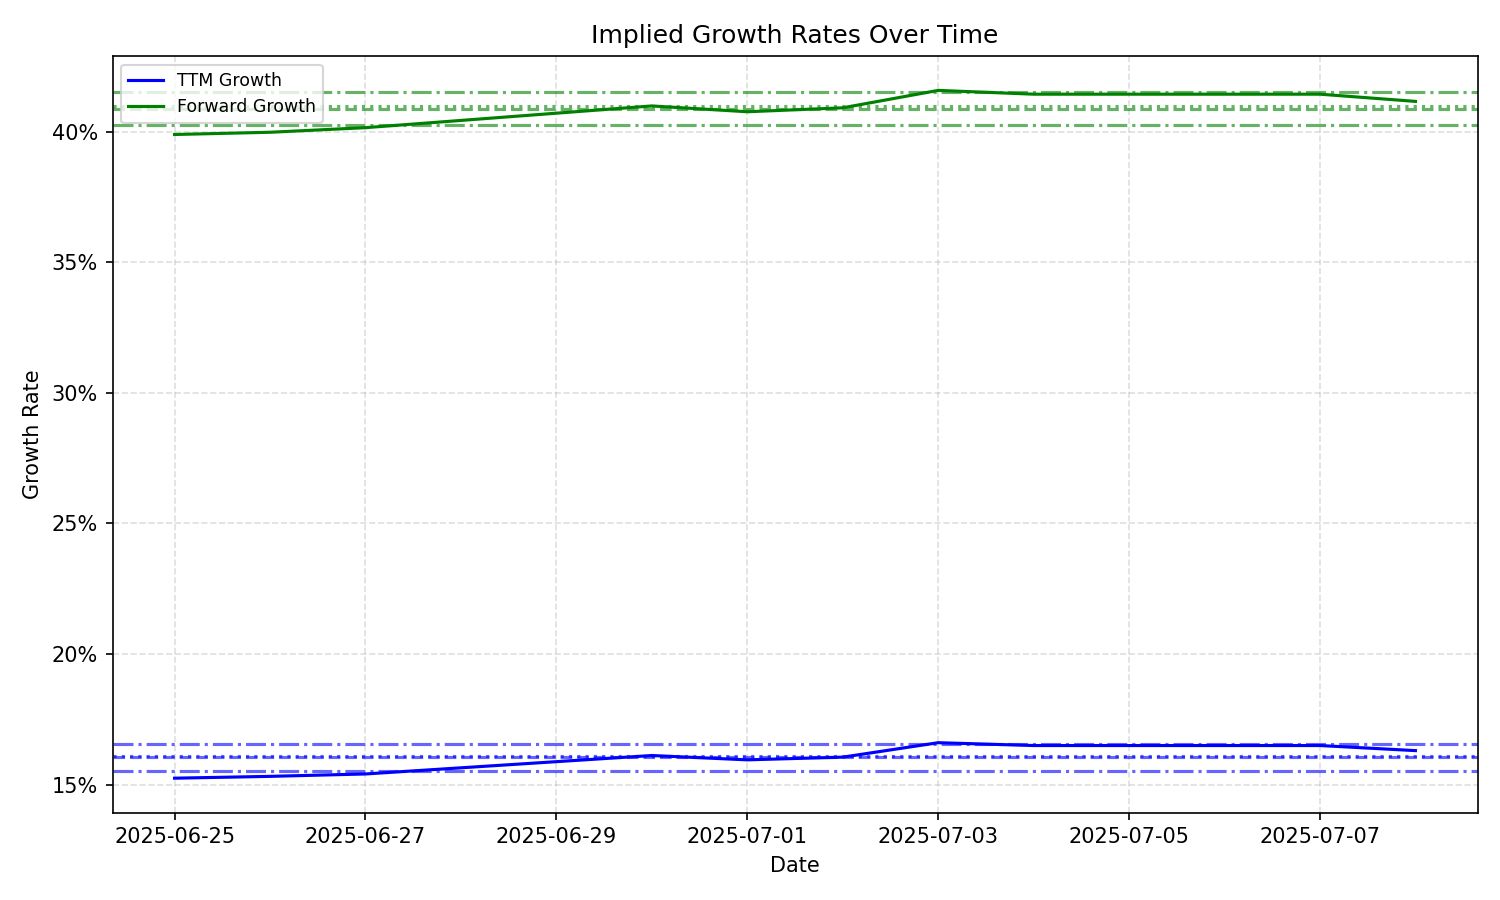 Implied Growth Rates Over Time
TTM Growth
Forward Growth
40%
35%
30%
25%
20%
15%
Growth Rate
2025-06-25 2025-06-27 2025-06-29 2025-07-01 2025-07-03 2025-07-05 2025-07-07
Date